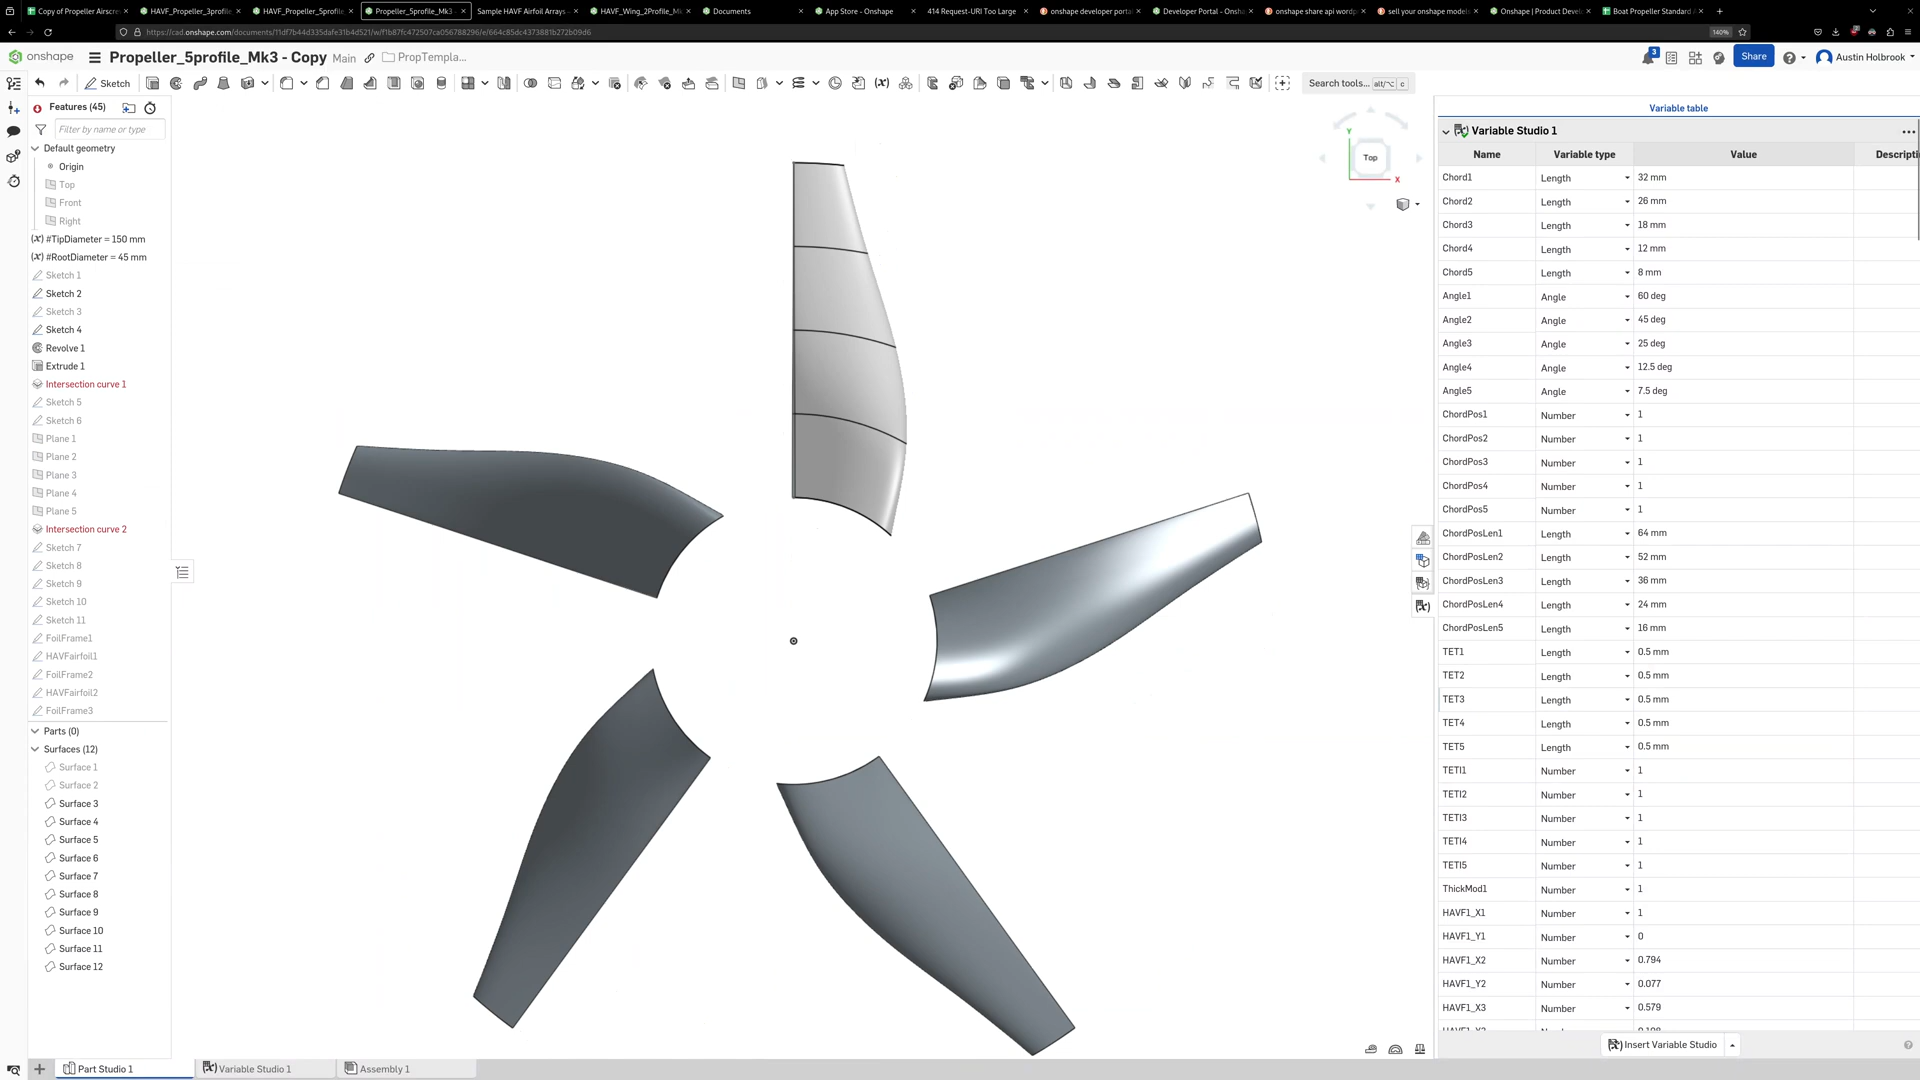 Copy of Propeller Airscre
HAVF_Propeller_3profile
HAVF_Propeller_5profile
Propeller_5profile_Mk3 -
Sample HAVF Airfoil Arrays -
HAVF_Wing_2Profile_Mk
Documents
App Store - Onshape
414 Request-URI Too Large
onshape developer portal
Developer Portal - Onsha
onshape share api wordp
sell your onshape models
Onshape | Product Devel
Boat Propeller Standard A
https://cad.onshape.com/documents/11df7b44d335dafe31b4d521/w/f1b87fc472507ca056788296/e/664c85dc4373881b272b09d6
140%
onshape
Propeller_5profile_Mk3 - Copy
Main
PropTempla...
3
Share
Austin Holbrook
Sketch
Search tools...
alt/⌥ c
Features (45)
Filter by name or type
Default geometry
Origin
Top
Front
Right
(x) #TipDiameter = 150 mm
(x) #RootDiameter = 45 mm
Sketch 1
Sketch 2
Sketch 3
Sketch 4
Revolve 1
Extrude 1
Intersection curve 1
Sketch 5
Sketch 6
Plane 1
Plane 2
Plane 3
Plane 4
Plane 5
Intersection curve 2
Sketch 7
Sketch 8
Sketch 9
Sketch 10
Sketch 11
FoilFrame1
HAVFairfoil1
FoilFrame2
HAVFairfoil2
FoilFrame3
Parts (0)
Surfaces (12)
Surface 1
Surface 2
Surface 3
Surface 4
Surface 5
Surface 6
Surface 7
Surface 8
Surface 9
Surface 10
Surface 11
Surface 12
Y
Top
X
Variable table
Variable Studio 1
Name Variable type Value Descripti
Chord1 Length 32 mm
Chord2 Length 26 mm
Chord3 Length 18 mm
Chord4 Length 12 mm
Chord5 Length 8 mm
Angle1 Angle 60 deg
Angle2 Angle 45 deg
Angle3 Angle 25 deg
Angle4 Angle 12.5 deg
Angle5 Angle 7.5 deg
ChordPos1 Number 1
ChordPos2 Number 1
ChordPos3 Number 1
ChordPos4 Number 1
ChordPos5 Number 1
ChordPosLen1 Length 64 mm
ChordPosLen2 Length 52 mm
ChordPosLen3 Length 36 mm
ChordPosLen4 Length 24 mm
ChordPosLen5 Length 16 mm
TET1 Length 0.5 mm
TET2 Length 0.5 mm
TET3 Length 0.5 mm
TET4 Length 0.5 mm
TET5 Length 0.5 mm
TETI1 Number 1
TETI2 Number 1
TETI3 Number 1
TETI4 Number 1
TETI5 Number 1
ThickMod1 Number 1
HAVF1_X1 Number 1
HAVF1_Y1 Number 0
HAVF1_X2 Number 0.794
HAVF1_Y2 Number 0.077
HAVF1_X3 Number 0.579
Insert Variable Studio
Part Studio 1
Variable Studio 1
Assembly 1